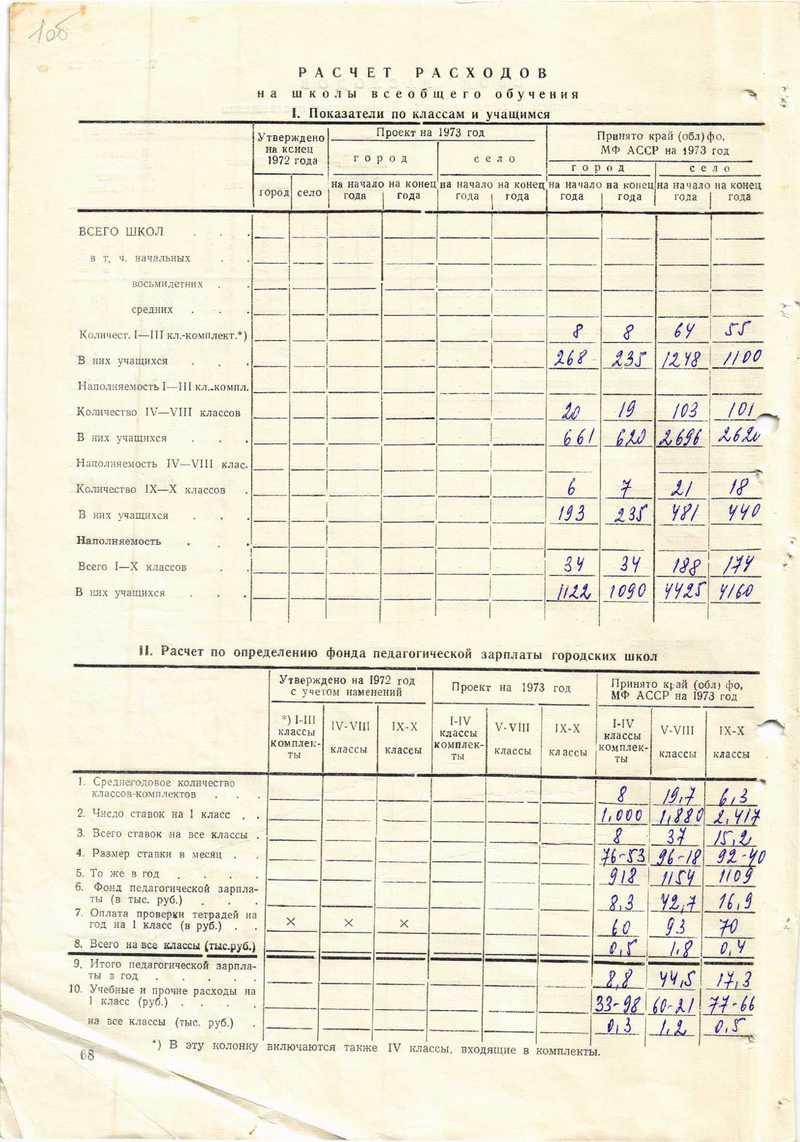 106
РАСЧЕТ РАСХОДОВ
на школы всеобщего обучения
I. Показатели по классам и учащимся
Утверждено на конец 1972 года
Проект на 1973 год
Принято край (обл) фо, МФ АССР на 1973 год
город село город село
город село на начало года на конец года на начало года на конец года на начало года на конец года на начало года на конец года
ВСЕГО ШКОЛ . . .
в т. ч. начальных . .
восьмилетних . .
средних . . .
Количест. I—III кл.-комплект.*) 8 8 64 55
В них учащихся . . . 268 235 1248 1100
Наполняемость I—III кл.-компл.
Количество IV—VIII классов 20 19 103 101
В них учащихся . . . 661 620 2696 2620
Наполняемость IV—VIII клас.
Количество IX—X классов . 6 7 21 18
В них учащихся . . . 193 235 481 440
Наполняемость . . .
Всего I—X классов . . 34 34 188 174
В них учащихся . . . 1122 1090 4425 4160
II. Расчет по определению фонда педагогической зарплаты городских школ
Утверждено на 1972 год с учетом изменений
Проект на 1973 год
Принято край (обл) фо, МФ АССР на 1973 год
*) I-III классы комплекты IV-VIII классы IX-X классы I-IV классы комплекты V-VIII классы IX-X классы I-IV классы комплекты V-VIII классы IX-X классы
1. Среднегодовое количество
классов-комплектов . . . 8 19,7 6,3
2. Число ставок на 1 класс . . 1,000 1,880 2,417
3. Всего ставок на все классы . 8 37 15,2
4. Размер ставки в месяц . . 76-53 96-18 92-40
5. То же в год . . . . 918 1154 1109
6. Фонд педагогической зарпла-
ты (в тыс. руб.) . . . 8,3 42,7 16,9
7. Оплата проверки тетрадей на
год на 1 класс (в руб.) . . × × × 60 93 70
8. Всего на все классы (тыс.руб.) 0,5 1,8 0,4
9. Итого педагогической зарпла-
ты в год . . . . . 8,8 44,5 17,3
10. Учебные и прочие расходы на
1 класс (руб.) . . . . 33-98 60-21 77-66
на все классы (тыс. руб.) . 0,3 1,2 0,5
*) В эту колонку включаются также IV классы, входящие в комплекты.
68